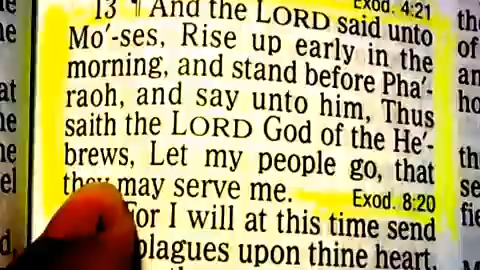 Exod. 4:21
13 ¶ And the LORD said unto
Mo′-ses, Rise up early in the
morning, and stand before Pha′-
raoh, and say unto him, Thus
saith the LORD God of the He′-
brews, Let my people go, that
they may serve me.
Exod. 8:20
For I will at this time send
plagues upon thine heart,